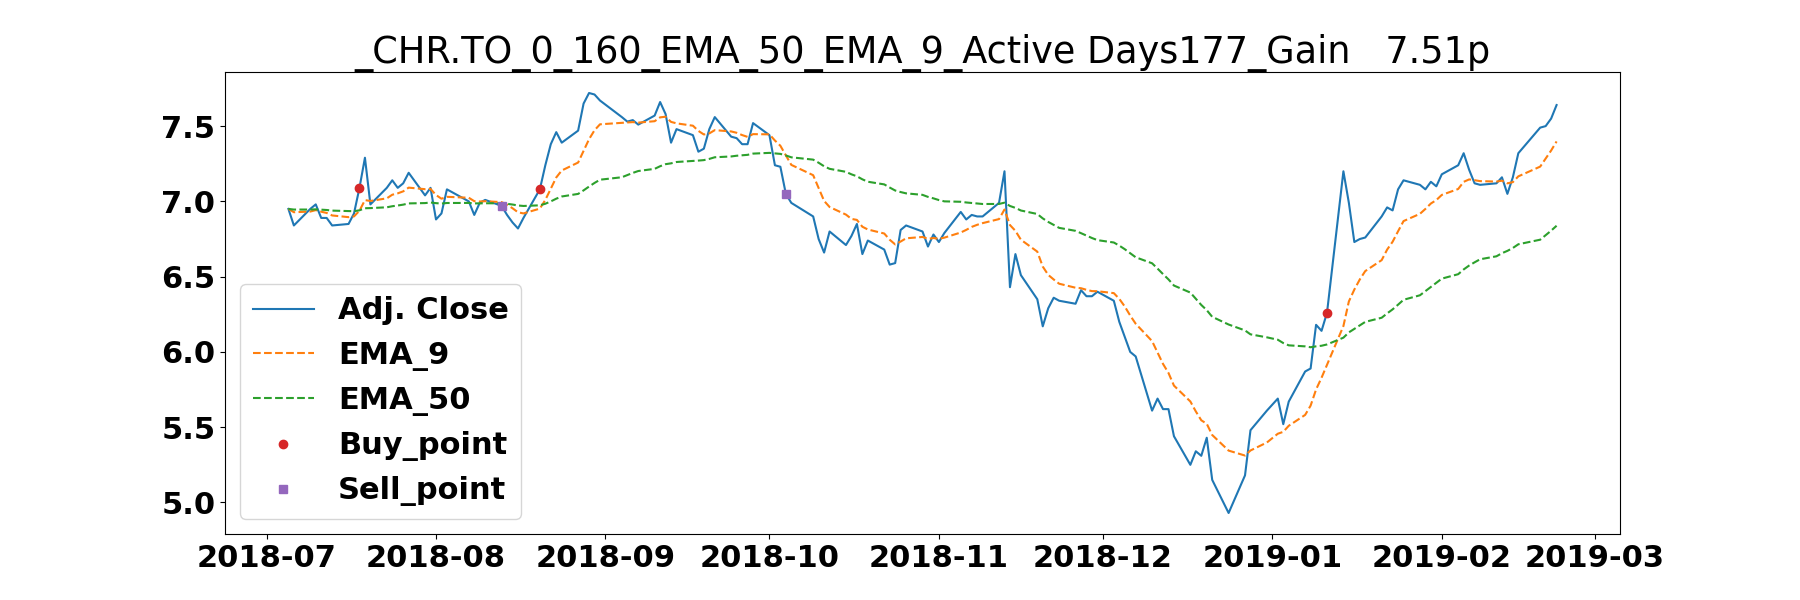 _CHR.TO_0_160_EMA_50_EMA_9_Active Days177_Gain   7.51p
7.5
7.0
6.5
6.0
5.5
5.0
Adj. Close
EMA_9
EMA_50
Buy_point
Sell_point
2018-07 2018-08 2018-09 2018-10 2018-11 2018-12 2019-01 2019-02 2019-03